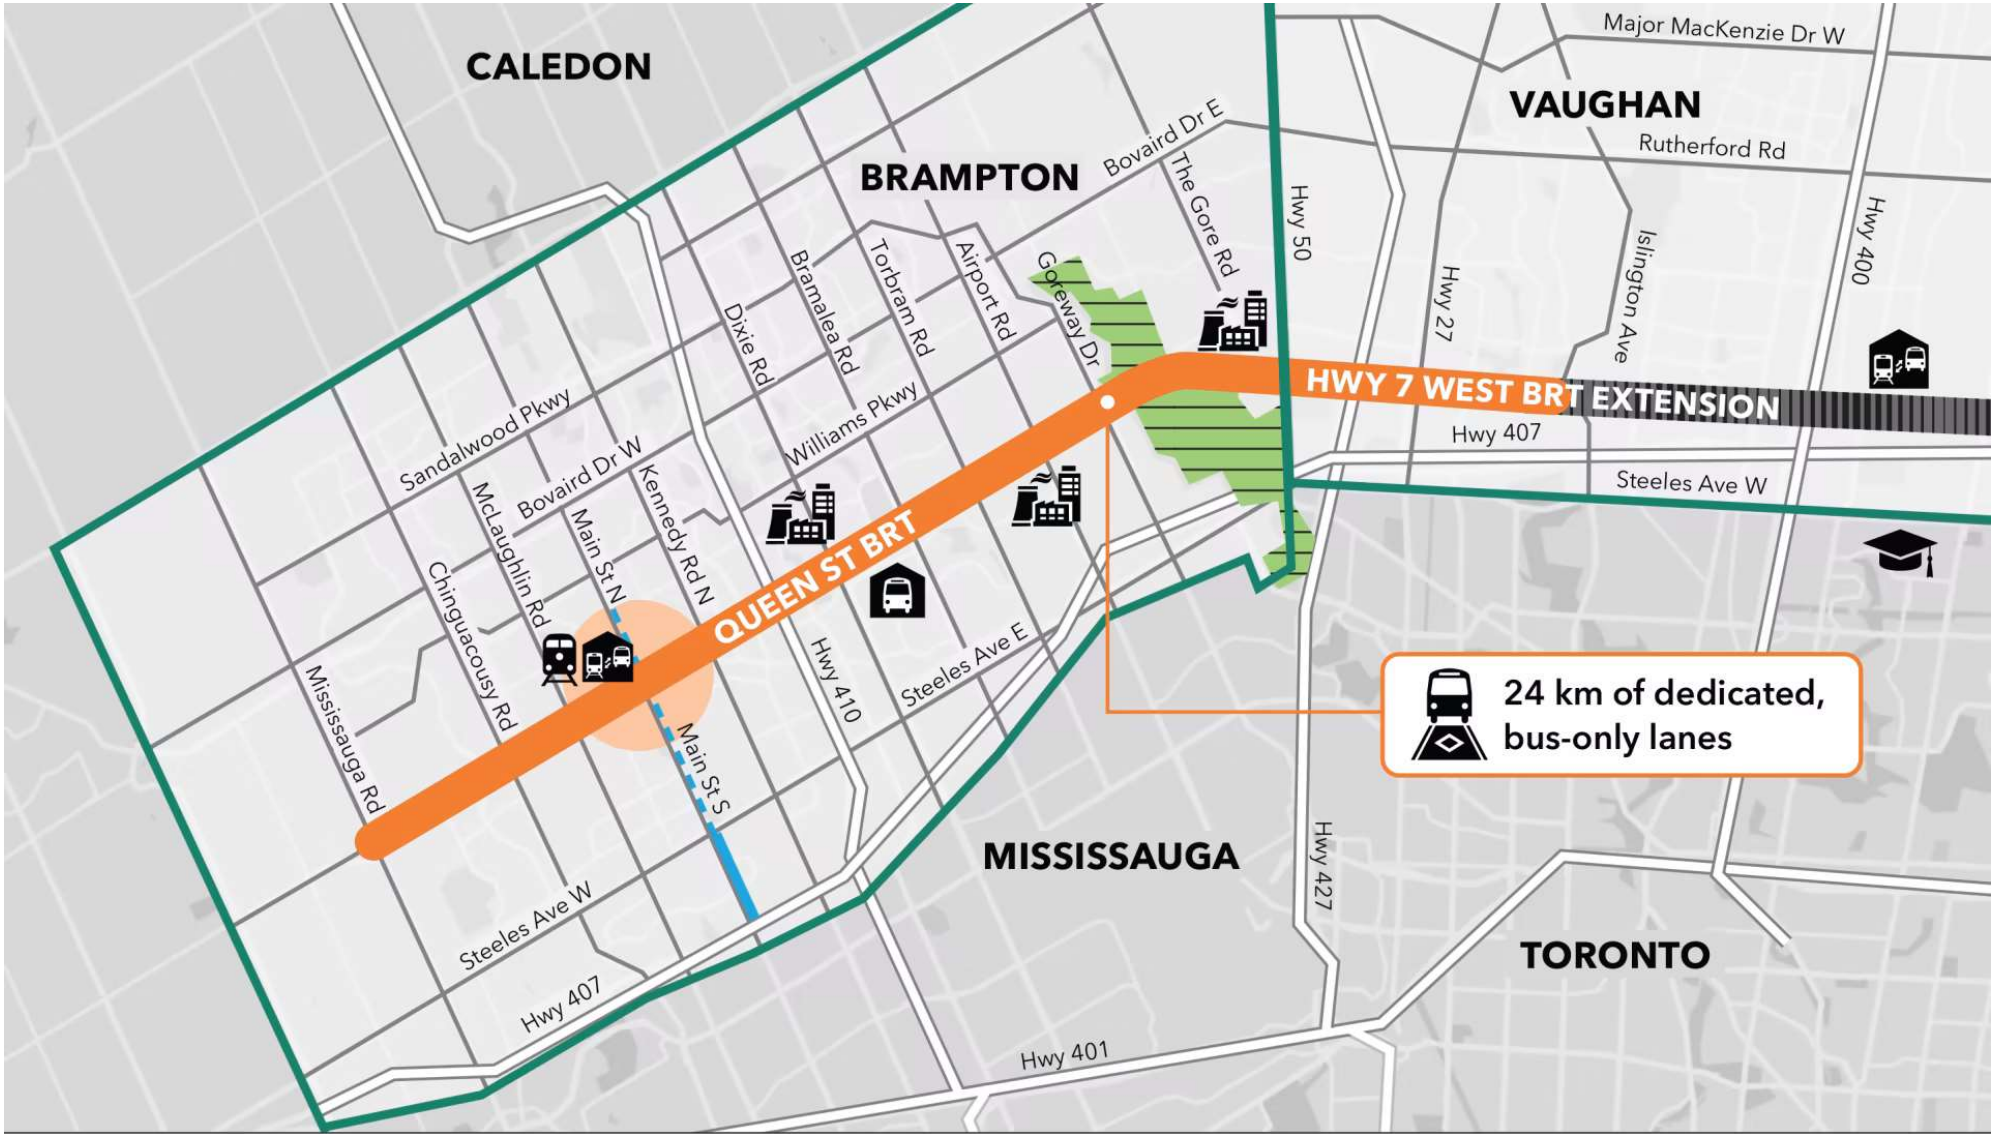 CALEDON
Major MacKenzie Dr W
VAUGHAN
Rutherford Rd
Bovaird Dr E
BRAMPTON
The Gore Rd
Hwy 50
Hwy 400
Islington Ave
Hwy 27
Goreway Dr
Airport Rd
Torbram Rd
Bramalea Rd
Dixie Rd
HWY 7 WEST BRT EXTENSION
Hwy 407
Steeles Ave W
Sandalwood Pkwy
Williams Pkwy
Bovaird Dr W
Kennedy Rd N
McLaughlin Rd
Main St N
Chinguacousy Rd
QUEEN ST BRT
Hwy 410
Steeles Ave E
Mississauga Rd
Main St S
24 km of dedicated,
bus-only lanes
MISSISSAUGA
Hwy 427
Steeles Ave W
TORONTO
Hwy 407
Hwy 401